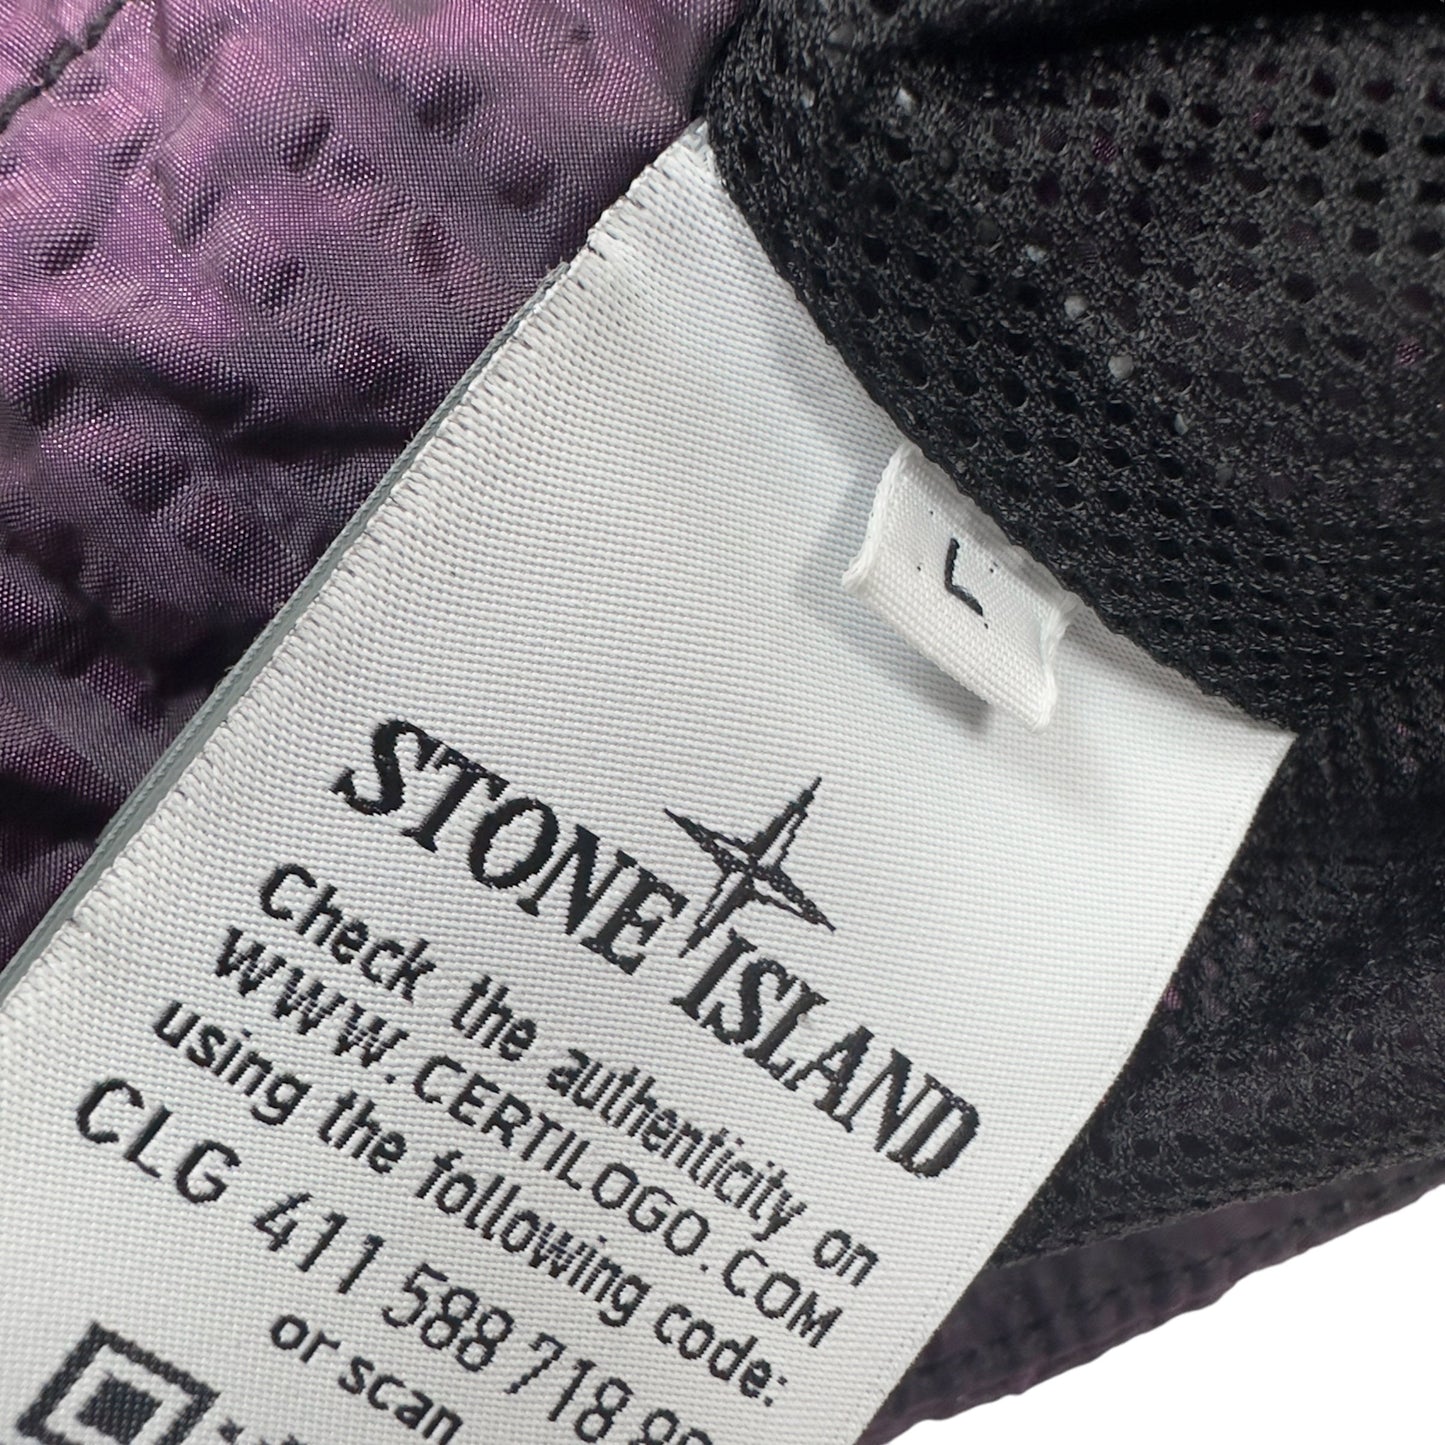 L
STONE ISLAND
Check the authenticity on
WWW.CERTILOGO.COM
using the following code:
CLG 411 588 718
or scan